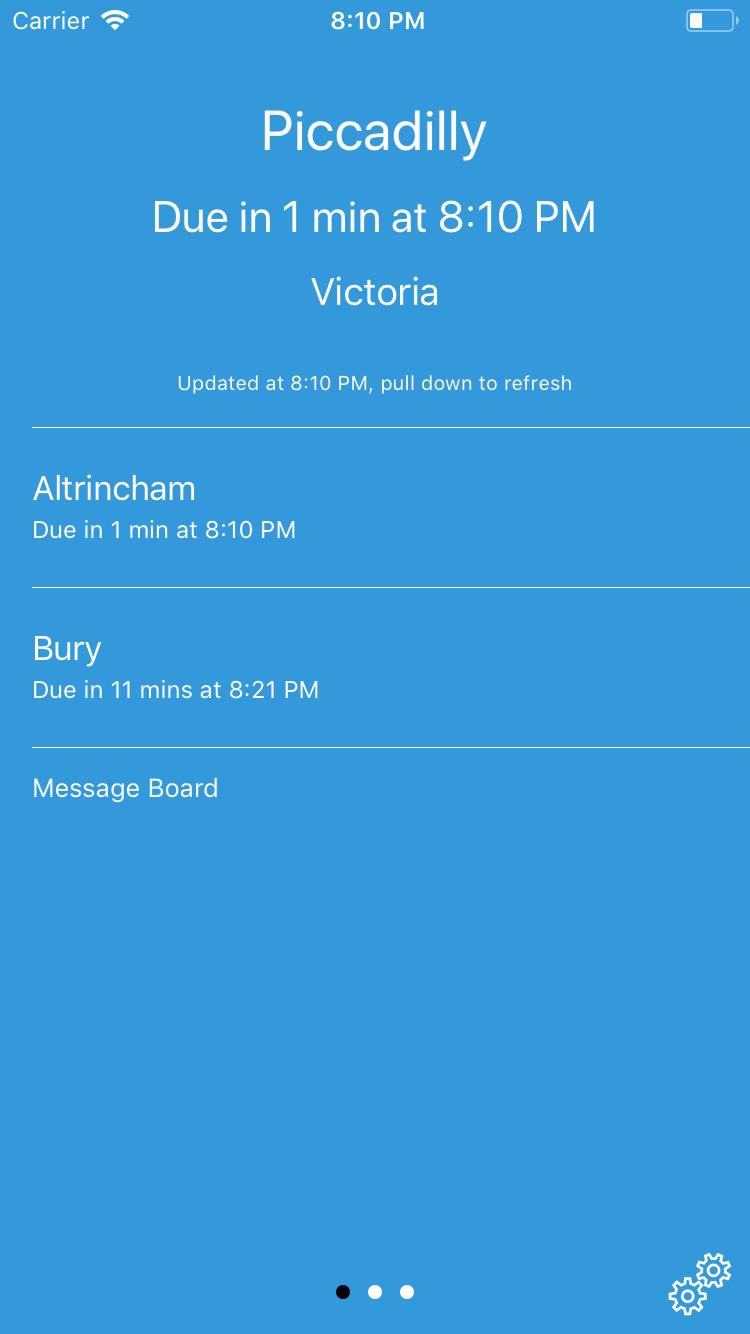 Carrier 8:10 PM
Piccadilly
Due in 1 min at 8:10 PM
Victoria
Updated at 8:10 PM, pull down to refresh
Altrincham
Due in 1 min at 8:10 PM
Bury
Due in 11 mins at 8:21 PM
Message Board